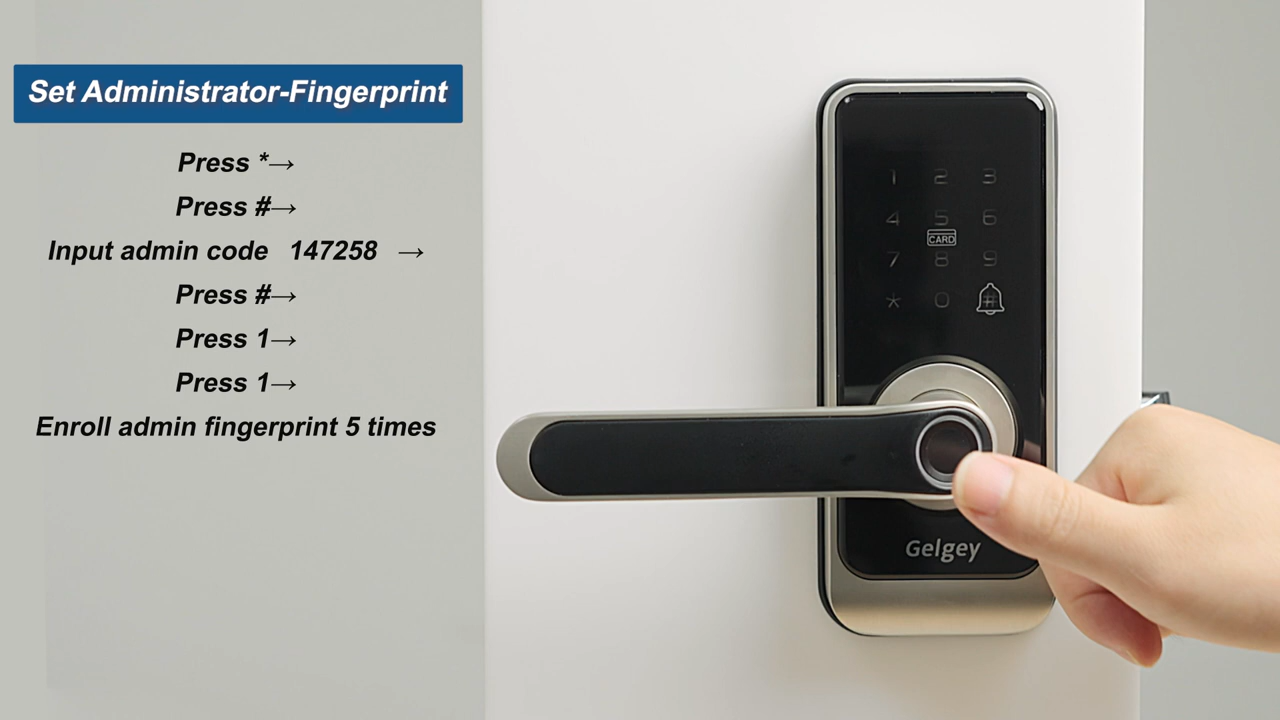 Set Administrator-Fingerprint
Press *→
Press #→
Input admin code 147258 →
Press #→
Press 1→
Press 1→
Enroll admin fingerprint 5 times
1 2 3
4 5 6
CARD
7 8 9
* 0 #
Gelgey